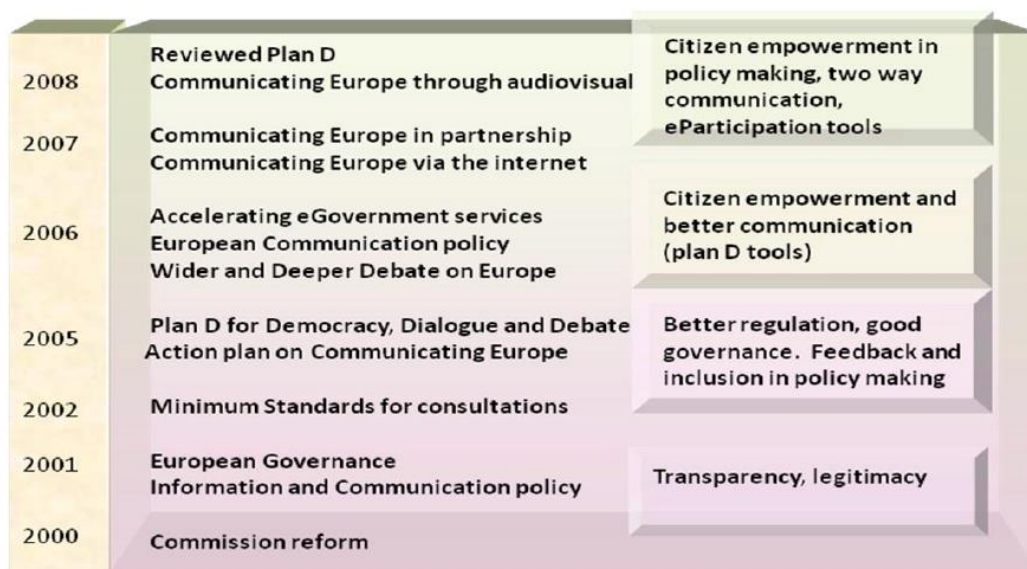 2008
Reviewed Plan D
Communicating Europe through audiovisual
Citizen empowerment in
policy making, two way
communication,
eParticipation tools
2007
Communicating Europe in partnership
Communicating Europe via the internet
2006
Accelerating eGovernment services
European Communication policy
Wider and Deeper Debate on Europe
Citizen empowerment and
better communication
(plan D tools)
2005
Plan D for Democracy, Dialogue and Debate
Action plan on Communicating Europe
Better regulation, good
governance. Feedback and
inclusion in policy making
2002
Minimum Standards for consultations
2001
European Governance
Information and Communication policy
Transparency, legitimacy
2000
Commission reform